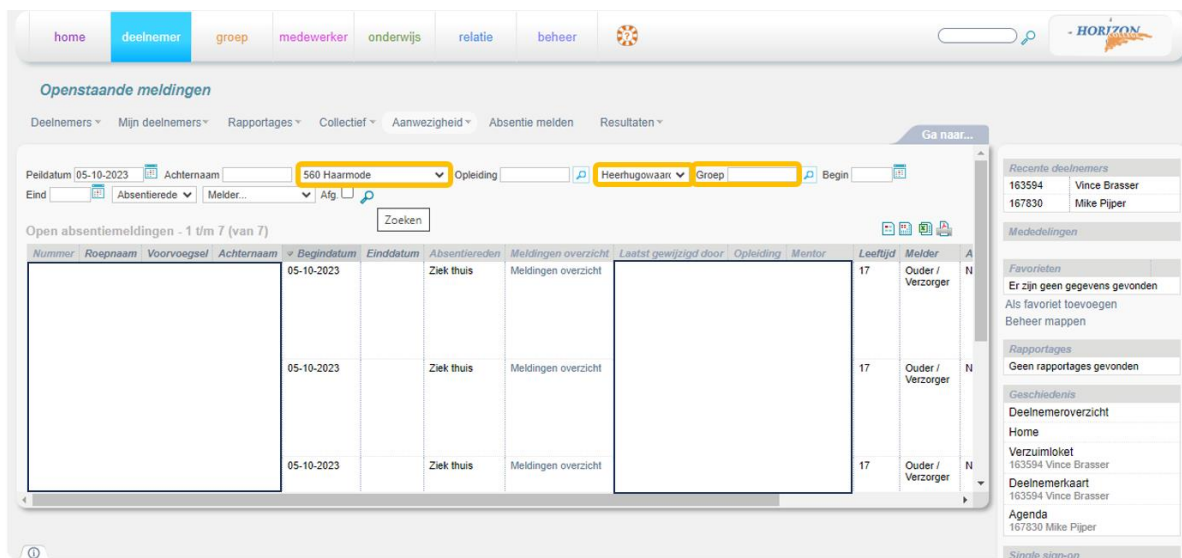 home deelnemer groep medewerker onderwijs relatie beheer
- HORIZON
Openstaande meldingen
Deelnemers Mijn deelnemers Rapportages Collectief Aanwezigheid Absentie melden Resultaten
Ga naar...
Peildatum 05-10-2023 Achternaam 560 Haarmode Opleiding Heerhugowaard Groep Begin
Eind Absentierede Melder... Afg.
Zoeken
Open absentiemeldingen - 1 t/m 7 (van 7)
Nummer Roepnaam Voorvoegsel Achternaam Begindatum Einddatum Absentiereden Meldingen overzicht Laatst gewijzigd door Opleiding Mentor Leeftijd Melder A
05-10-2023 Ziek thuis Meldingen overzicht 17 Ouder / N
Verzorger
05-10-2023 Ziek thuis Meldingen overzicht 17 Ouder / N
Verzorger
05-10-2023 Ziek thuis Meldingen overzicht 17 Ouder / N
Verzorger
Recente deelnemers
163594 Vince Brasser
167830 Mike Pijper
Mededelingen
Favorieten
Er zijn geen gegevens gevonden
Als favoriet toevoegen
Beheer mappen
Rapportages
Geen rapportages gevonden
Geschiedenis
Deelnemeroverzicht
Home
Verzuimloket
163594 Vince Brasser
Deelnemerkaart
163594 Vince Brasser
Agenda
167830 Mike Pijper
Single sign-on